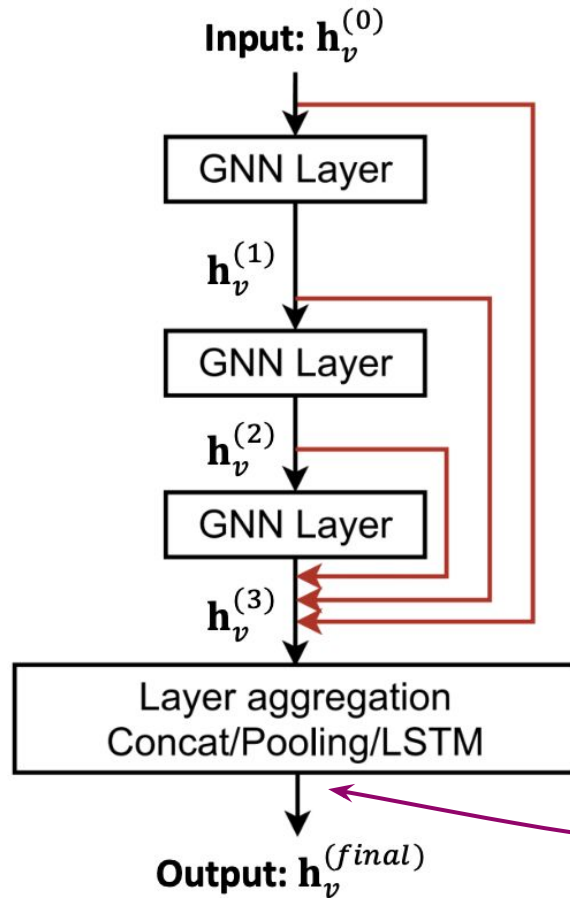 Input: h_v^(0)
GNN Layer
h_v^(1)
GNN Layer
h_v^(2)
GNN Layer
h_v^(3)
Layer aggregation
Concat/Pooling/LSTM
Output: h_v^(final)